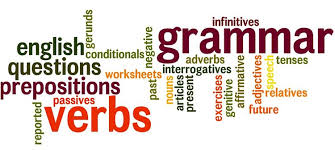 infinitives
grammar
gerunds
english
conditionals
negative
adverbs
tenses
questions
worksheets
interrogatives
prepositions
past
nouns
articles
present
exercises
genitive
affirmative
adjectives
speech
relatives
future
passives
reported
verbs